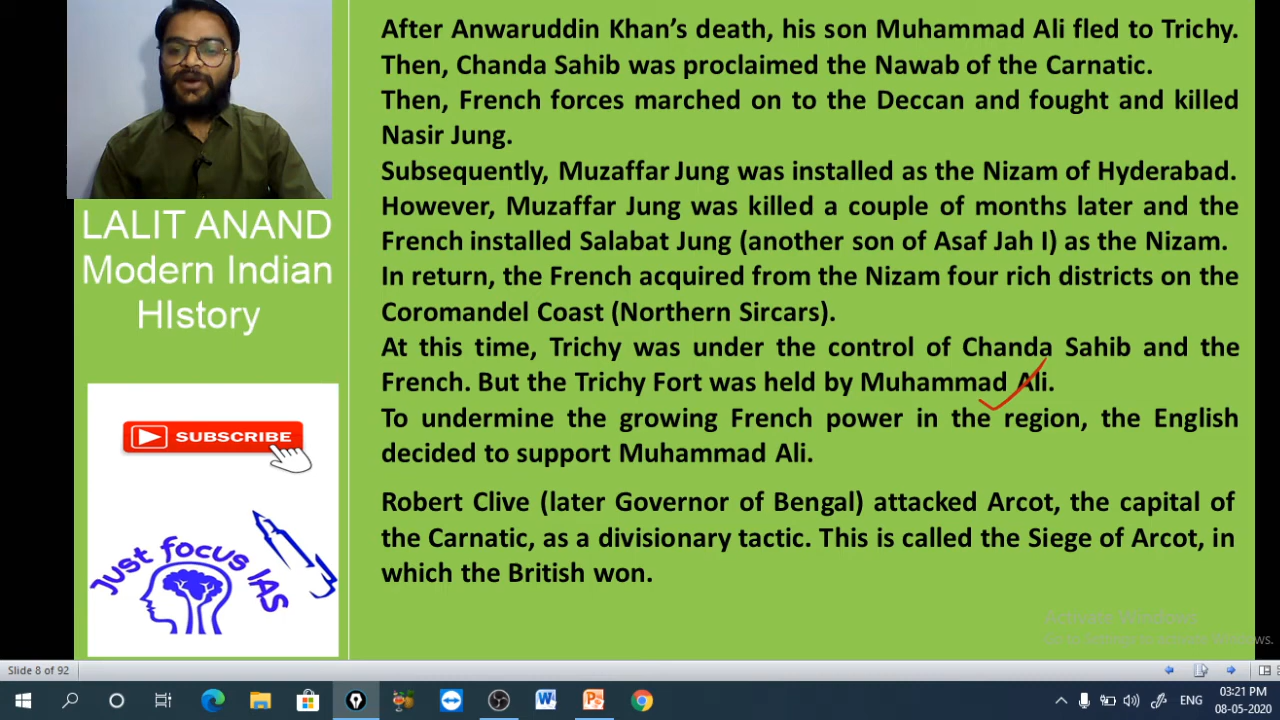 After Anwaruddin Khan's death, his son Muhammad Ali fled to Trichy.
Then, Chanda Sahib was proclaimed the Nawab of the Carnatic.
Then, French forces marched on to the Deccan and fought and killed
Nasir Jung.
Subsequently, Muzaffar Jung was installed as the Nizam of Hyderabad.
However, Muzaffar Jung was killed a couple of months later and the
French installed Salabat Jung (another son of Asaf Jah I) as the Nizam.
In return, the French acquired from the Nizam four rich districts on the
Coromandel Coast (Northern Sircars).
At this time, Trichy was under the control of Chanda Sahib and the
French. But the Trichy Fort was held by Muhammad Ali.
To undermine the growing French power in the region, the English
decided to support Muhammad Ali.
Robert Clive (later Governor of Bengal) attacked Arcot, the capital of
the Carnatic, as a divisionary tactic. This is called the Siege of Arcot, in
which the British won.
LALIT ANAND
Modern Indian
HIstory
SUBSCRIBE
Just focus IAS
Activate Windows
Go to Settings to activate Windows.
Slide 8 of 92
ENG
03:21 PM
08-05-2020